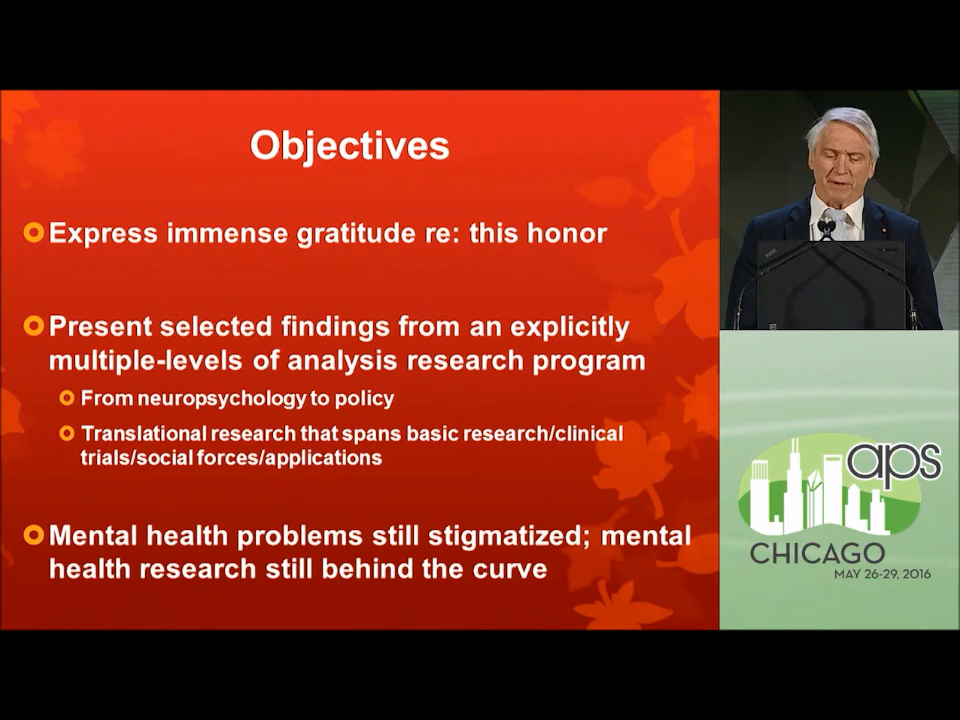 Objectives
Express immense gratitude re: this honor
Present selected findings from an explicitly
multiple-levels of analysis research program
From neuropsychology to policy
Translational research that spans basic research/clinical
trials/social forces/applications
Mental health problems still stigmatized; mental
health research still behind the curve
aps
CHICAGO
MAY 26-29, 2016